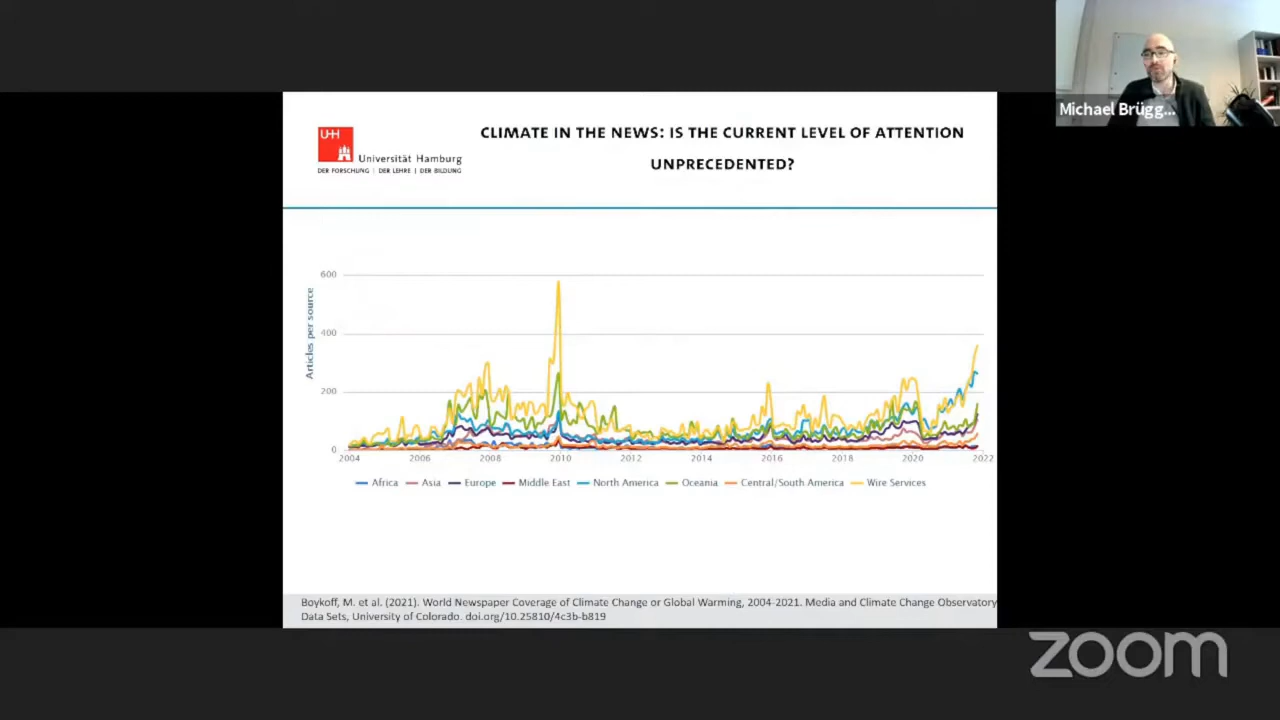 Michael Brügg...
UHH
CLIMATE IN THE NEWS: IS THE CURRENT LEVEL OF ATTENTION
UNPRECEDENTED?
Universität Hamburg
DER FORSCHUNG | DER LEHRE | DER BILDUNG
Articles per source
600
400
200
0
2004 2006 2008 2010 2012 2014 2016 2018 2020 2022
Africa Asia Europe Middle East North America Oceania Central/South America Wire Services
Boykoff, M. et al. (2021). World Newspaper Coverage of Climate Change or Global Warming, 2004-2021. Media and Climate Change Observatory
Data Sets, University of Colorado. doi.org/10.25810/4c3b-b819
zoom